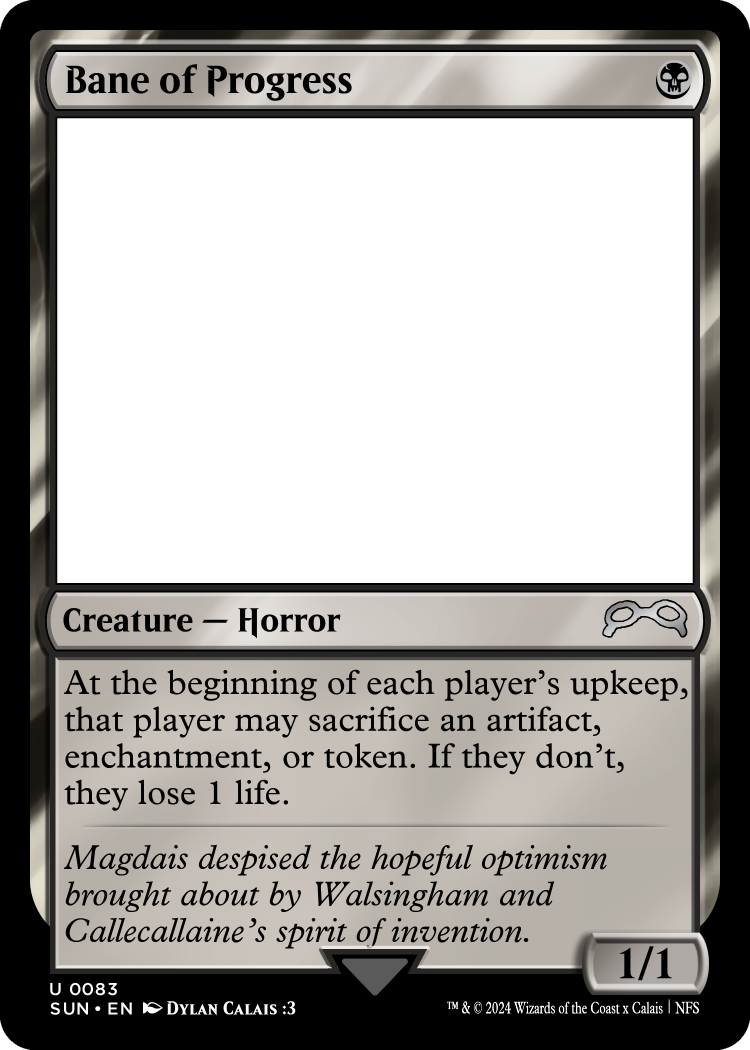 Bane of Progress
Creature — Horror
At the beginning of each player's upkeep,
that player may sacrifice an artifact,
enchantment, or token. If they don't,
they lose 1 life.
Magdais despised the hopeful optimism
brought about by Walsingham and
Callecallaine's spirit of invention.
1/1
U 0083
SUN • EN Dylan Calais :3
™ & © 2024 Wizards of the Coast x Calais | NFS